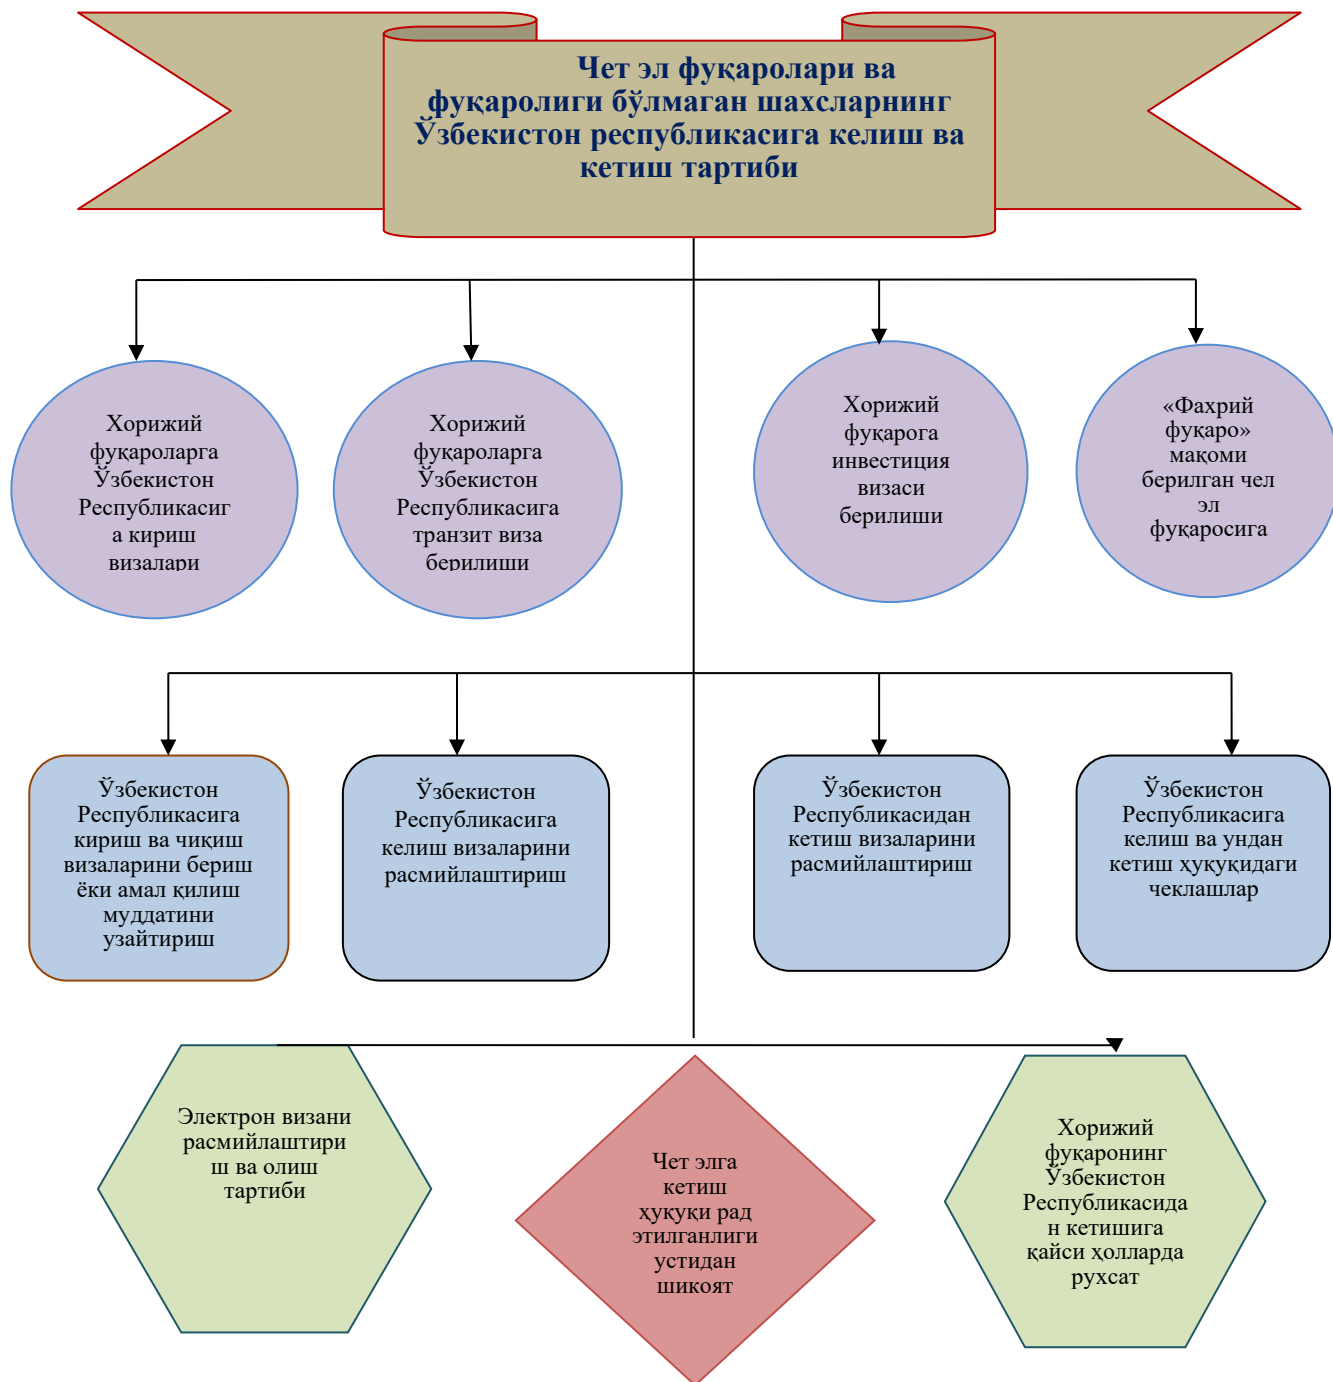 Чет эл фуқаролари ва
фуқаролиги бўлмаган шахсларнинг
Ўзбекистон республикасига келиш ва
кетиш тартиби
Хорижий
фуқароларга
Ўзбекистон
Республикасиг
а кириш
визалари
Хорижий
фуқароларга
Ўзбекистон
Республикасига
транзит виза
берилиши
Хорижий
фуқарога
инвестиция
визаси
берилиши
«Фахрий
фуқаро»
мақоми
берилган чел
эл
фуқаросига
Ўзбекистон
Республикасига
кириш ва чиқиш
визаларини бериш
ёки амал қилиш
муддатини
узайтириш
Ўзбекистон
Республикасига
келиш визаларини
расмийлаштириш
Ўзбекистон
Республикасидан
кетиш визаларини
расмийлаштириш
Ўзбекистон
Республикасига
келиш ва ундан
кетиш ҳуқуқидаги
чеклашлар
Электрон визани
расмийлаштири
ш ва олиш
тартиби
Чет элга
кетиш
ҳуқуқи рад
этилганлиги
устидан
шикоят
Хорижий
фуқаронинг
Ўзбекистон
Республикасида
н кетишига
қайси ҳолларда
рухсат